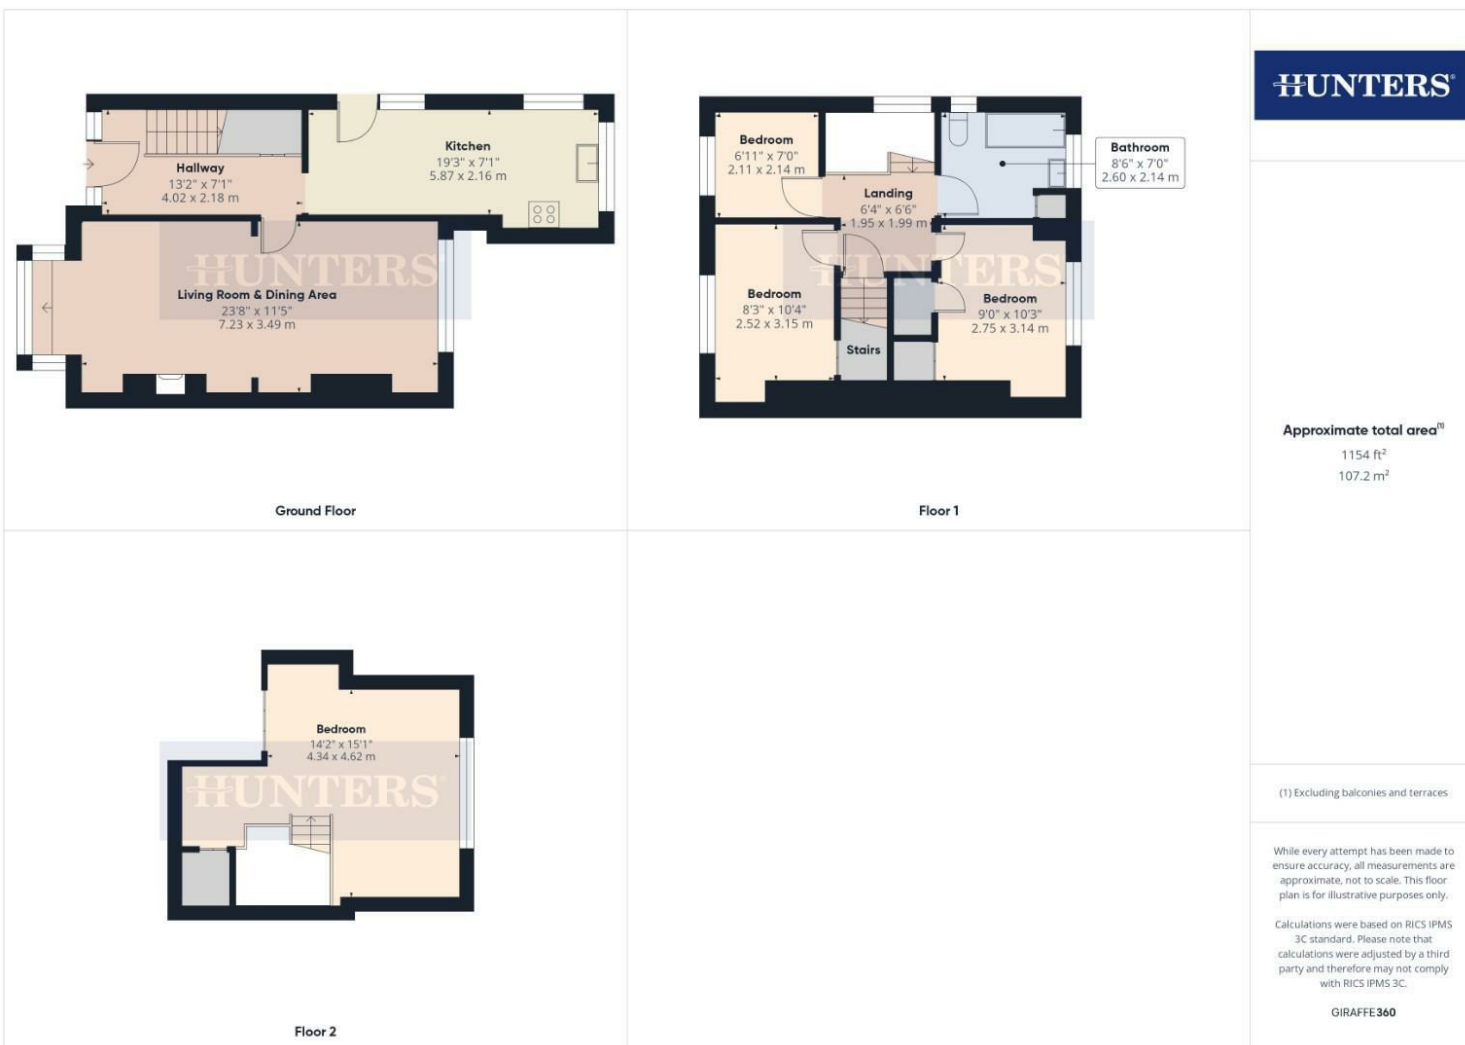 Hallway
13'2" x 7'1"
4.02 x 2.18 m
Kitchen
19'3" x 7'1"
5.87 x 2.16 m
HUNTERS®
Living Room & Dining Area
23'8" x 11'5"
7.23 x 3.49 m
Ground Floor
Bedroom
6'11" x 7'0"
2.11 x 2.14 m
Landing
6'4" x 6'6"
1.95 x 1.99 m
Bathroom
8'6" x 7'0"
2.60 x 2.14 m
HUNTERS®
Bedroom
8'3" x 10'4"
2.52 x 3.15 m
Stairs
Bedroom
9'0" x 10'3"
2.75 x 3.14 m
Floor 1
Bedroom
14'2" x 15'1"
4.34 x 4.62 m
HUNTERS®
Floor 2
HUNTERS®
Approximate total area(1)
1154 ft²
107.2 m²
(1) Excluding balconies and terraces
While every attempt has been made to
ensure accuracy, all measurements are
approximate, not to scale. This floor
plan is for illustrative purposes only.
Calculations were based on RICS IPMS
3C standard. Please note that
calculations were adjusted by a third
party and therefore may not comply
with RICS IPMS 3C.
GIRAFFE360